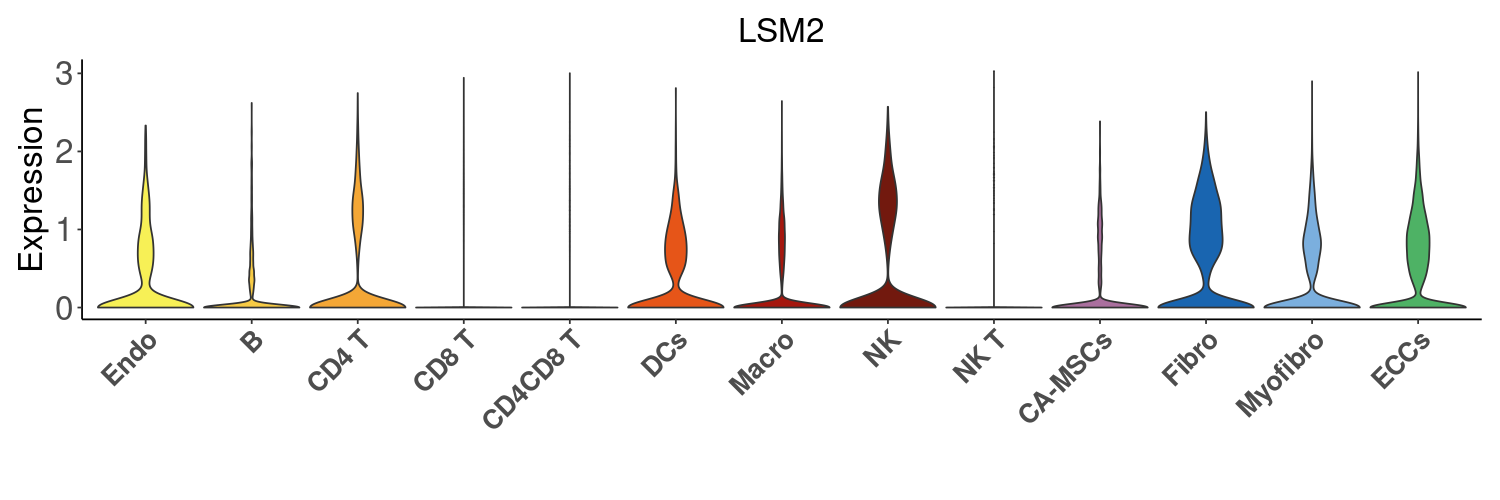 LSM2
Expression
3
2
1
0
Endo
B
CD4 T
CD8 T
CD4CD8 T
DCs
Macro
NK
NK T
CA-MSCs
Fibro
Myofibro
ECCs